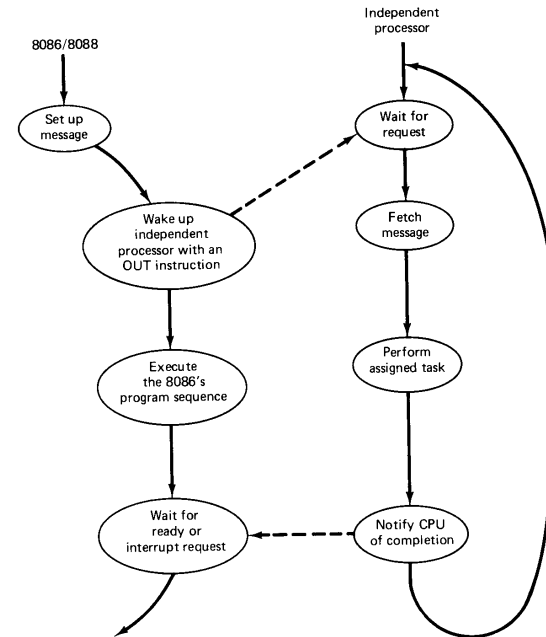 8086/8088
Set up
message
Wake up
independent
processor with an
OUT instruction
Execute
the 8086's
program sequence
Wait for
ready or
interrupt request
Independent
processor
Wait for
request
Fetch
message
Perform
assigned task
Notify CPU
of completion